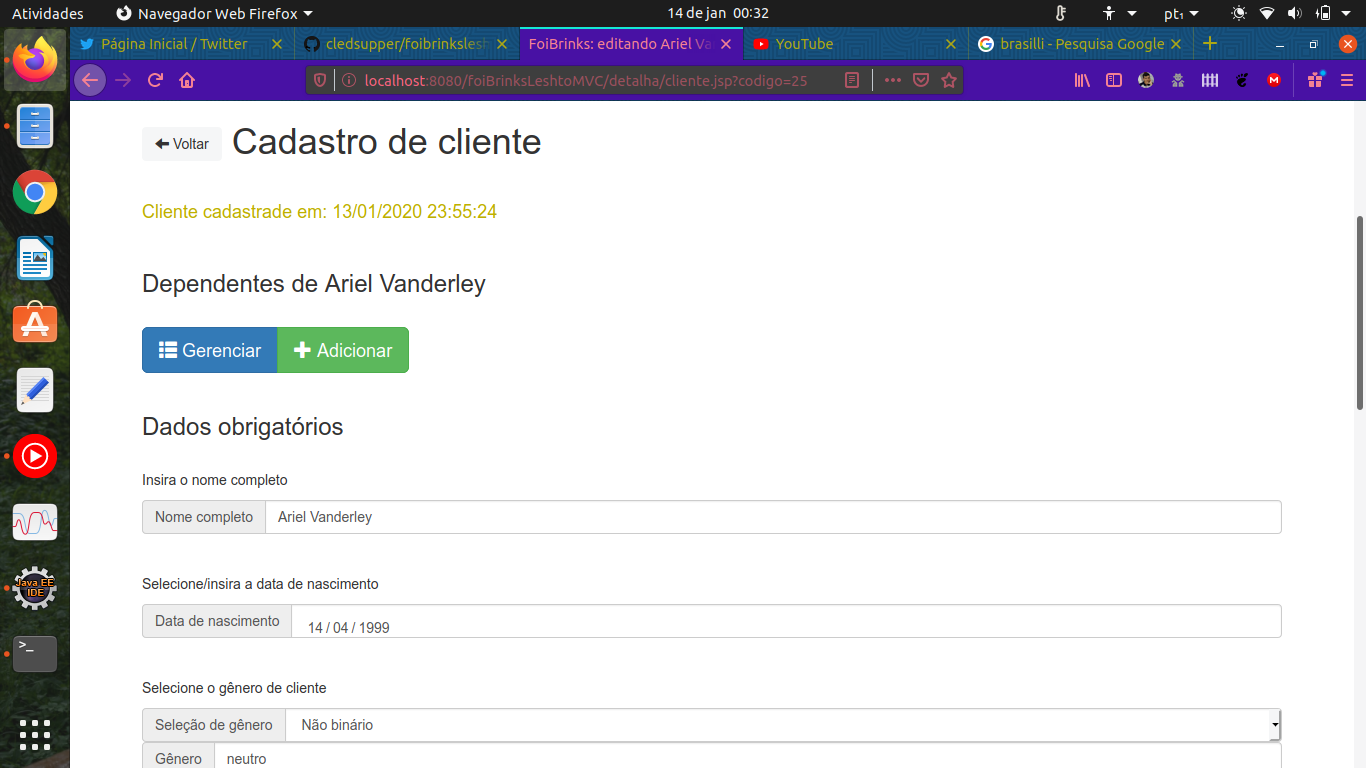 Atividades Navegador Web Firefox 14 de jan 00:32 pt₁
Página Inicial / Twitter cledsupper/foibrinkslesh FoiBrinks: editando Ariel Va YouTube brasilli - Pesquisa Google
localhost:8080/foiBrinksLeshtoMVC/detalha/cliente.jsp?codigo=25
Voltar Cadastro de cliente
Cliente cadastrade em: 13/01/2020 23:55:24
Dependentes de Ariel Vanderley
Gerenciar Adicionar
Dados obrigatórios
Insira o nome completo
Nome completo Ariel Vanderley
Selecione/insira a data de nascimento
Data de nascimento 14 / 04 / 1999
Selecione o gênero de cliente
Seleção de gênero Não binário
Gênero neutro
Java EE
IDE
>_